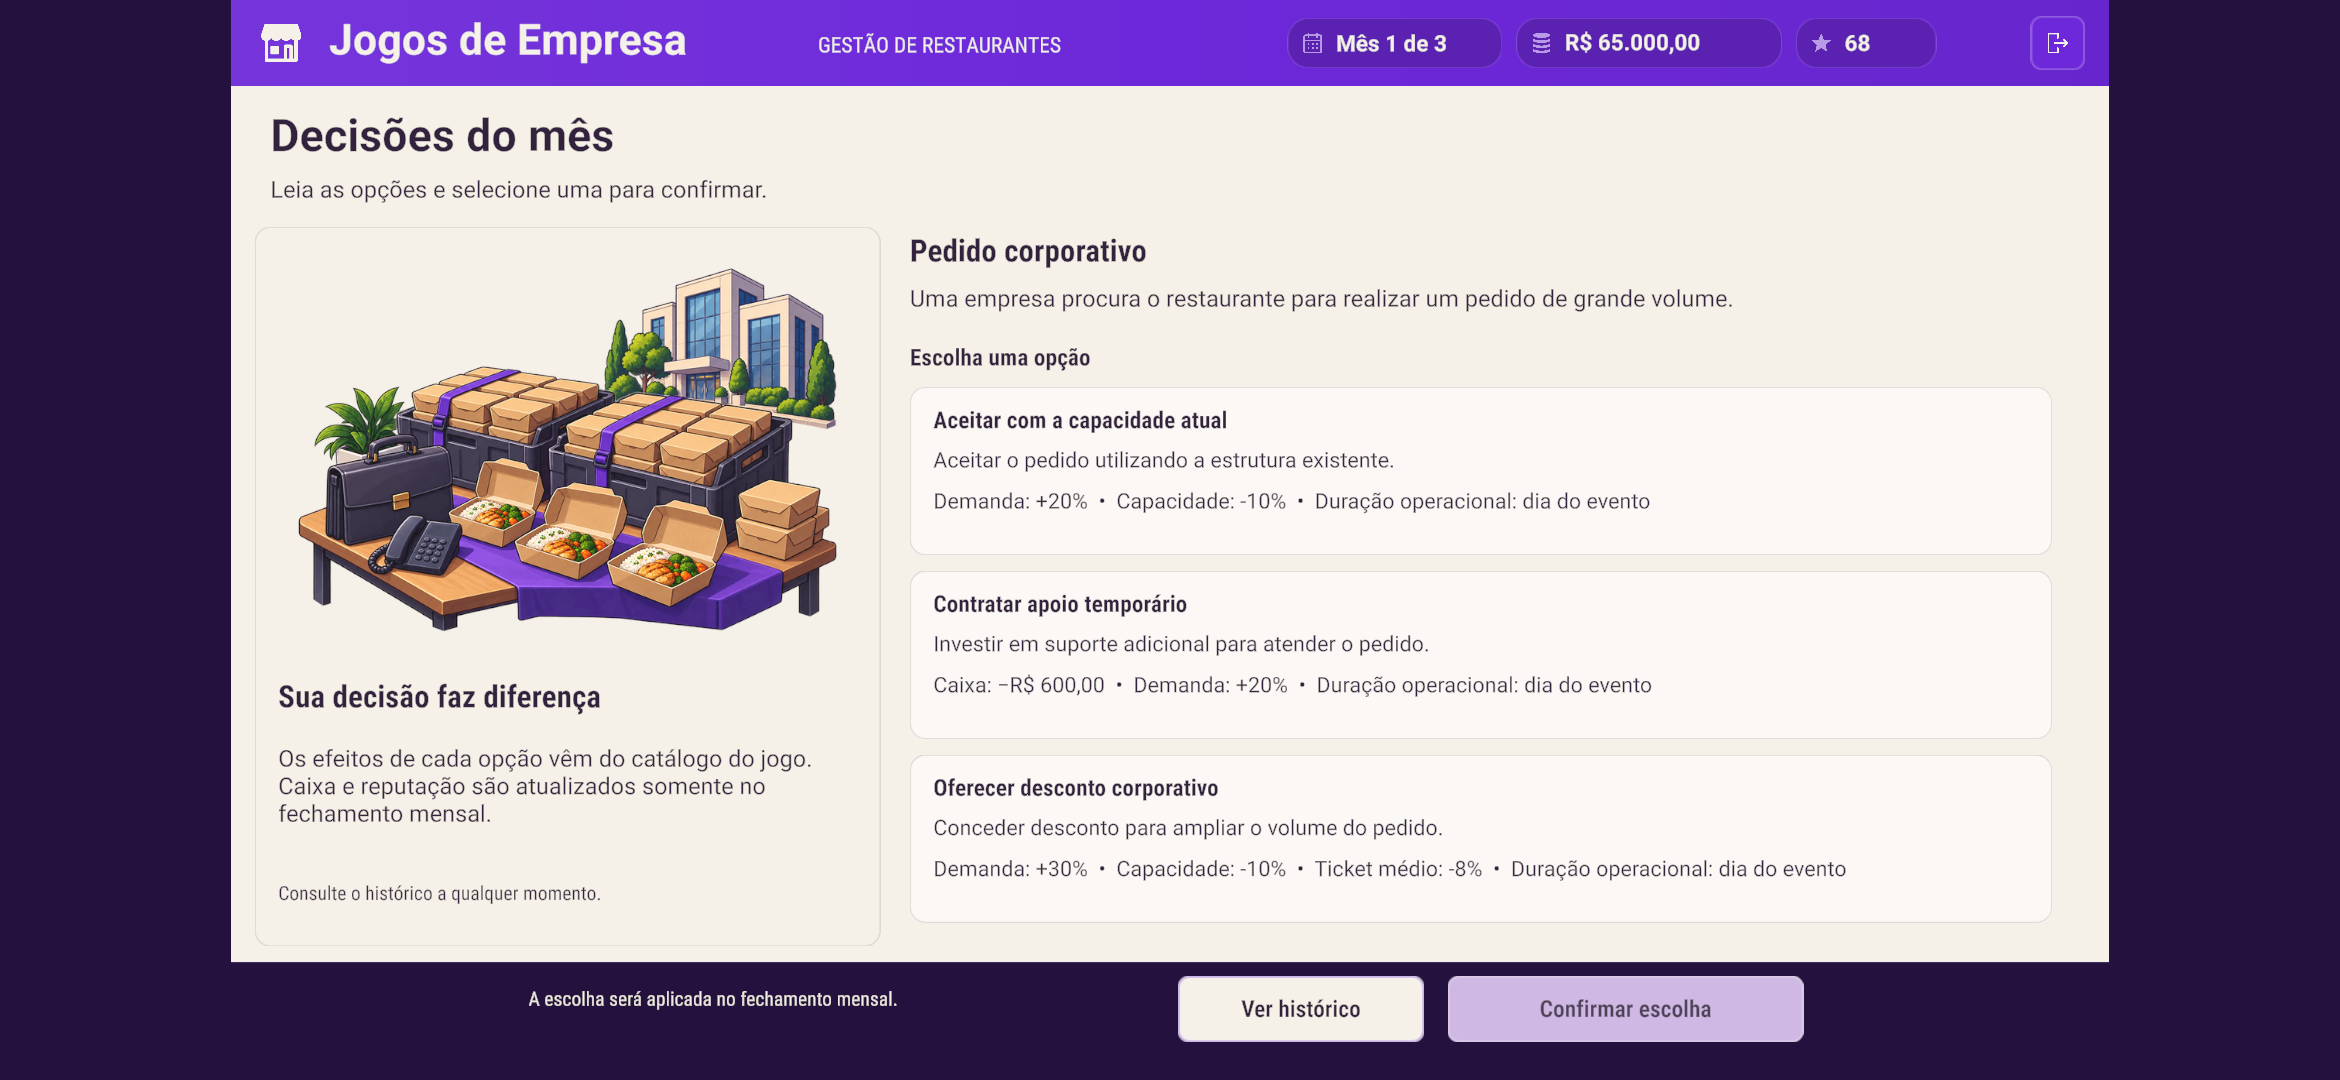 Jogos de Empresa
GESTÃO DE RESTAURANTES
Mês 1 de 3
R$ 65.000,00
68
Decisões do mês
Leia as opções e selecione uma para confirmar.
Sua decisão faz diferença
Os efeitos de cada opção vêm do catálogo do jogo.
Caixa e reputação são atualizados somente no
fechamento mensal.
Consulte o histórico a qualquer momento.
Pedido corporativo
Uma empresa procura o restaurante para realizar um pedido de grande volume.
Escolha uma opção
Aceitar com a capacidade atual
Aceitar o pedido utilizando a estrutura existente.
Demanda: +20% • Capacidade: -10% • Duração operacional: dia do evento
Contratar apoio temporário
Investir em suporte adicional para atender o pedido.
Caixa: −R$ 600,00 • Demanda: +20% • Duração operacional: dia do evento
Oferecer desconto corporativo
Conceder desconto para ampliar o volume do pedido.
Demanda: +30% • Capacidade: -10% • Ticket médio: -8% • Duração operacional: dia do evento
A escolha será aplicada no fechamento mensal.
Ver histórico
Confirmar escolha